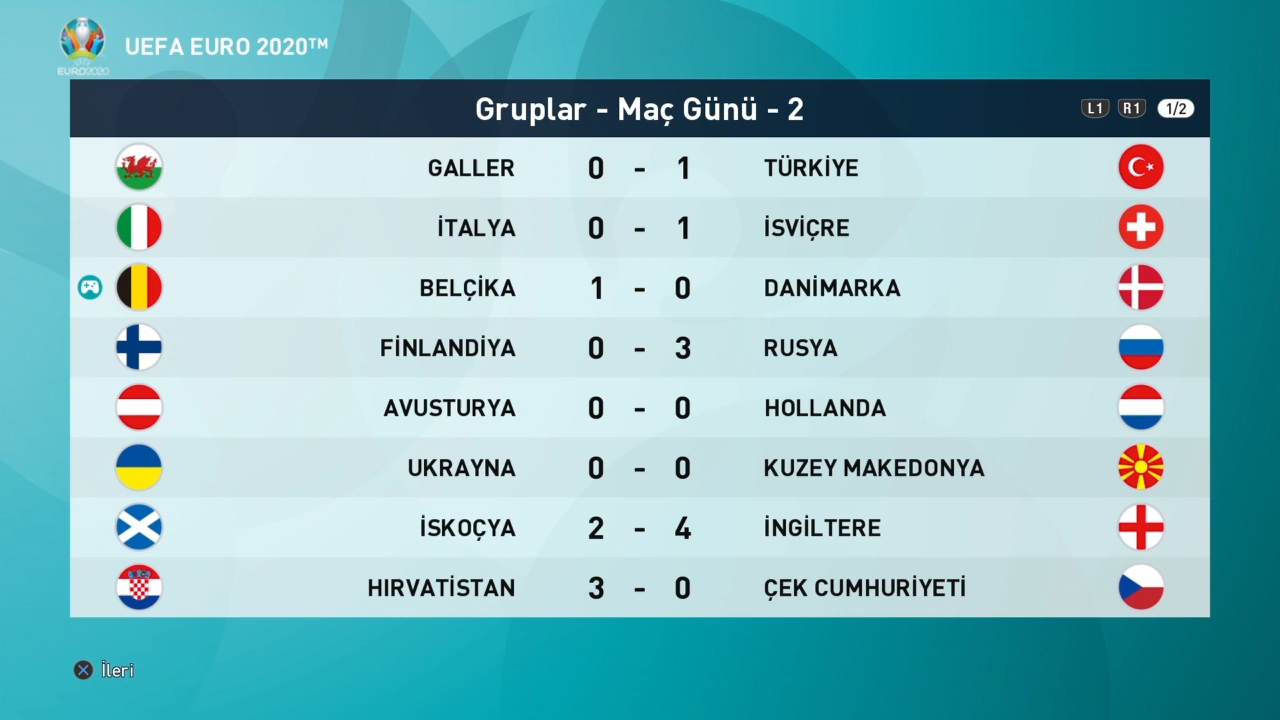 EURO2020
UEFA EURO 2020™
Gruplar - Maç Günü - 2 L1 R1 1/2
GALLER 0 - 1 TÜRKİYE
İTALYA 0 - 1 İSVİÇRE
BELÇİKA 1 - 0 DANİMARKA
FİNLANDİYA 0 - 3 RUSYA
AVUSTURYA 0 - 0 HOLLANDA
UKRAYNA 0 - 0 KUZEY MAKEDONYA
İSKOÇYA 2 - 4 İNGİLTERE
HIRVATİSTAN 3 - 0 ÇEK CUMHURİYETİ
İleri